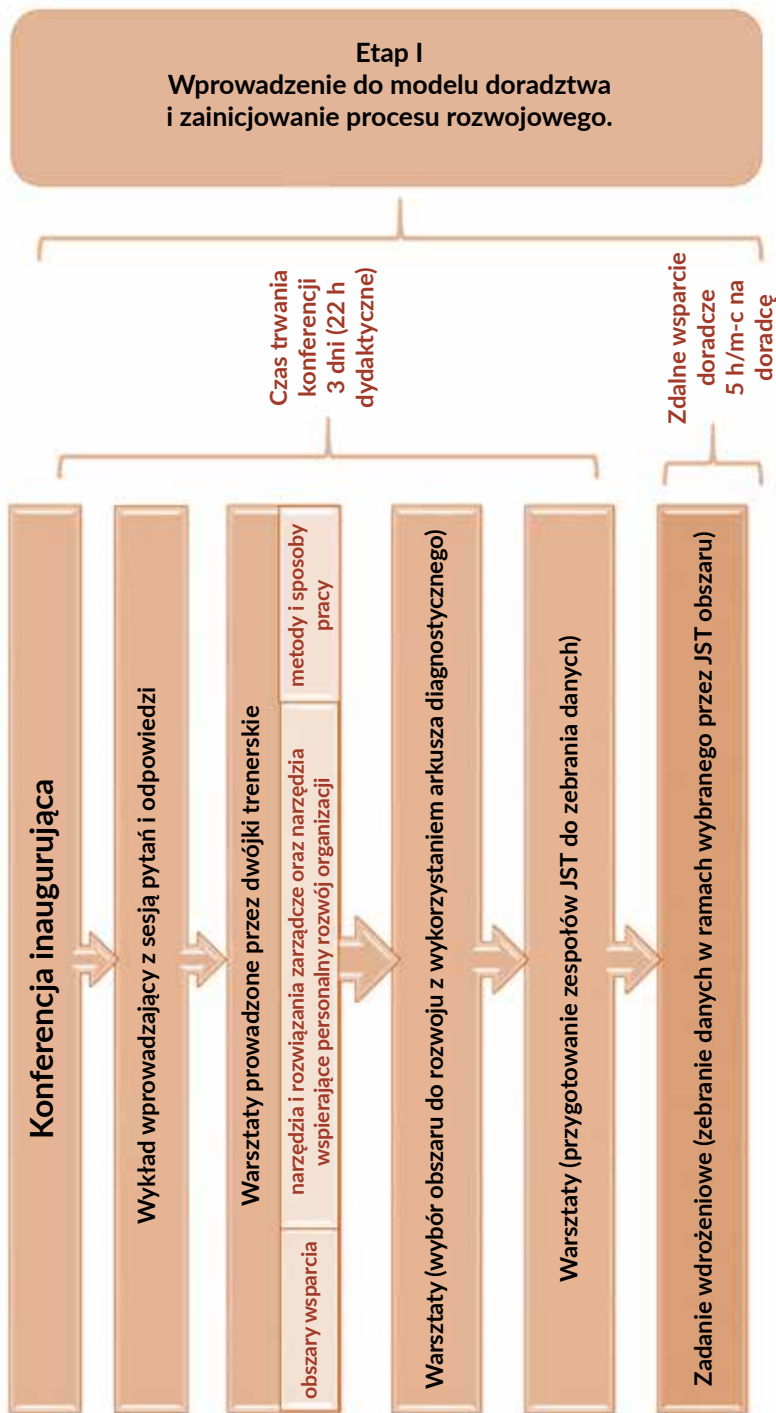 Etap I
Wprowadzenie do modelu doradztwa
i zainicjowanie procesu rozwojowego.
Czas trwania
konferencji
3 dni (22 h
dydaktyczne)
Zdalne wsparcie
doradcze
5 h/m-c na
doradcę
Konferencja inaugurująca
Wykład wprowadzający z sesją pytań i odpowiedzi
Warsztaty prowadzone przez dwójki trenerskie
obszary wsparcia
narzędzia i rozwiązania zarządcze oraz narzędzia
wspierające personalny rozwój organizacji
metody i sposoby
pracy
Warsztaty (wybór obszaru do rozwoju z wykorzystaniem arkusza diagnostycznego)
Warsztaty (przygotowanie zespołów JST do zebrania danych)
Zadanie wdrożeniowe (zebranie danych w ramach wybranego przez JST obszaru)